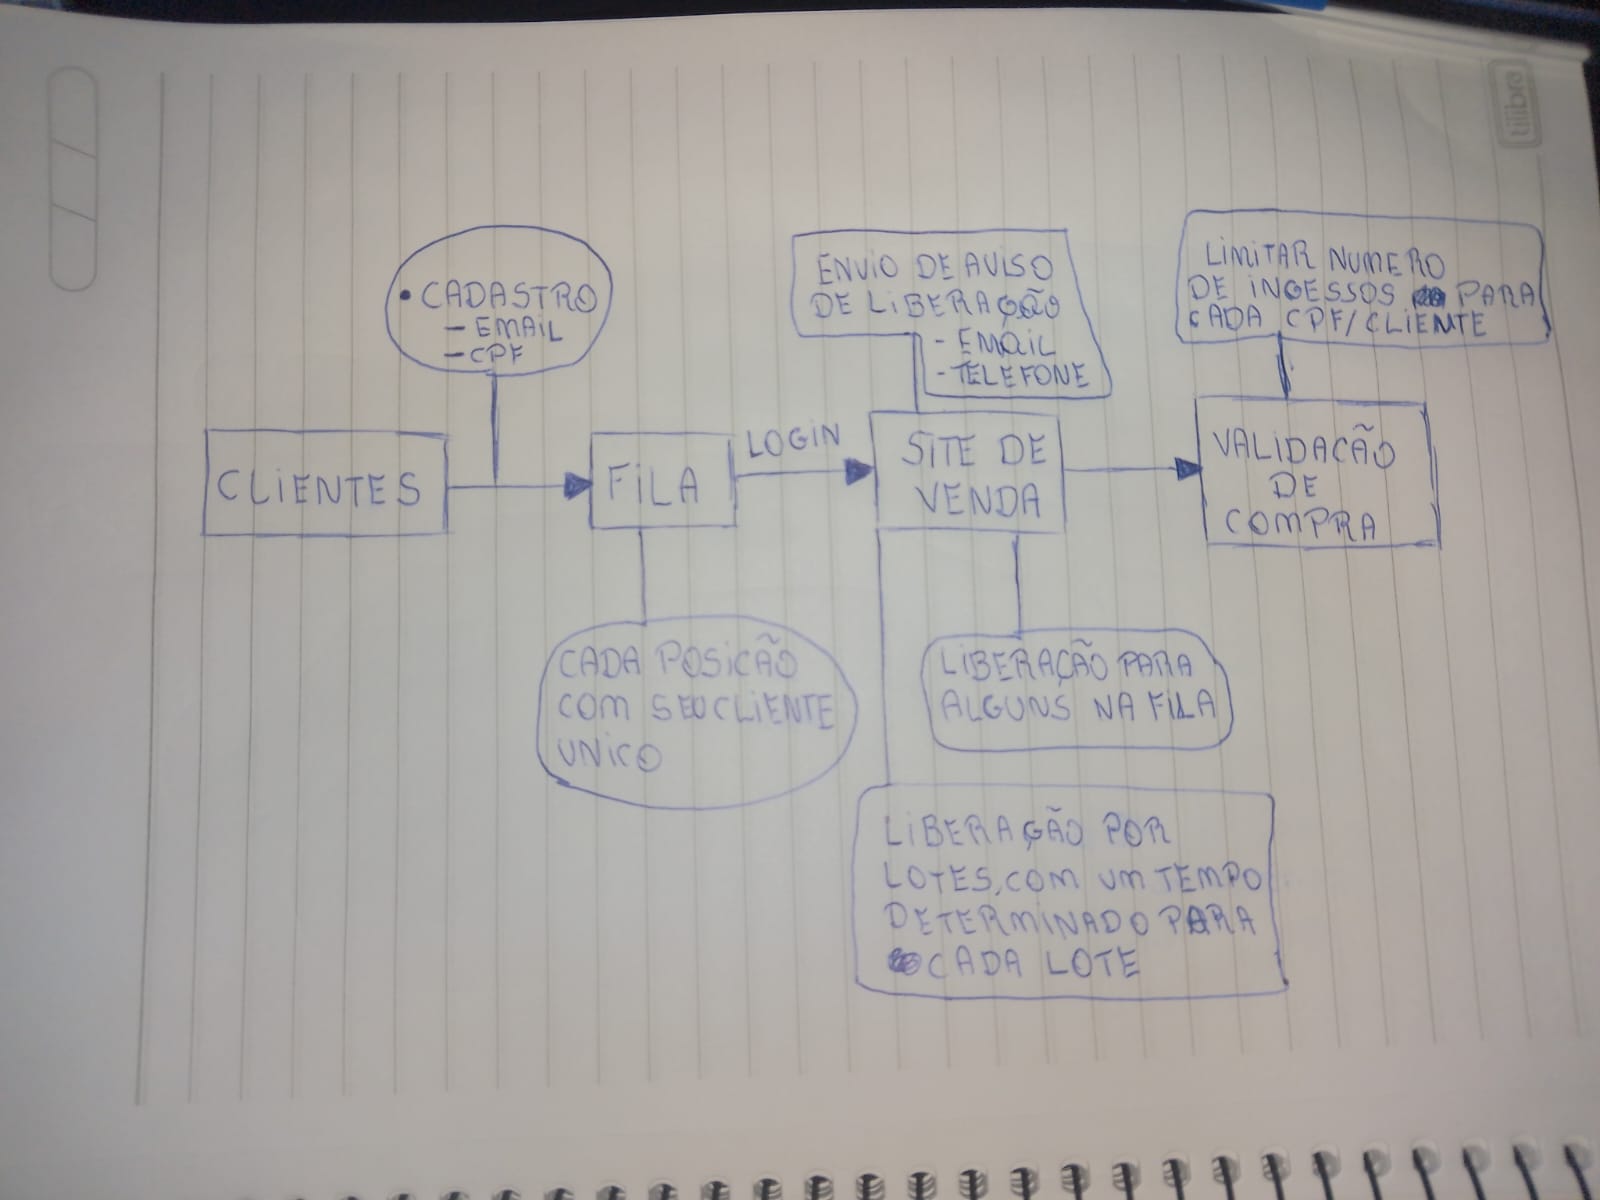 tilibra
• CADASTRO
- EMAIL
- CPF
ENVIO DE AVISO
DE LIBERAÇÃO
- EMAIL
- TELEFONE
LIMITAR NUMERO
DE INGESSOS PARA
CADA CPF/CLIENTE
CLIENTES
FILA
LOGIN
SITE DE
VENDA
VALIDACÃO
DE
COMPRA
CADA POSICÃO
COM SEU CLIENTE
UNICO
LIBERAÇÃO PARA
ALGUNS NA FILA
LIBERAÇÃO POR
LOTES, COM UM TEMPO
DETERMINADO PARA
CADA LOTE